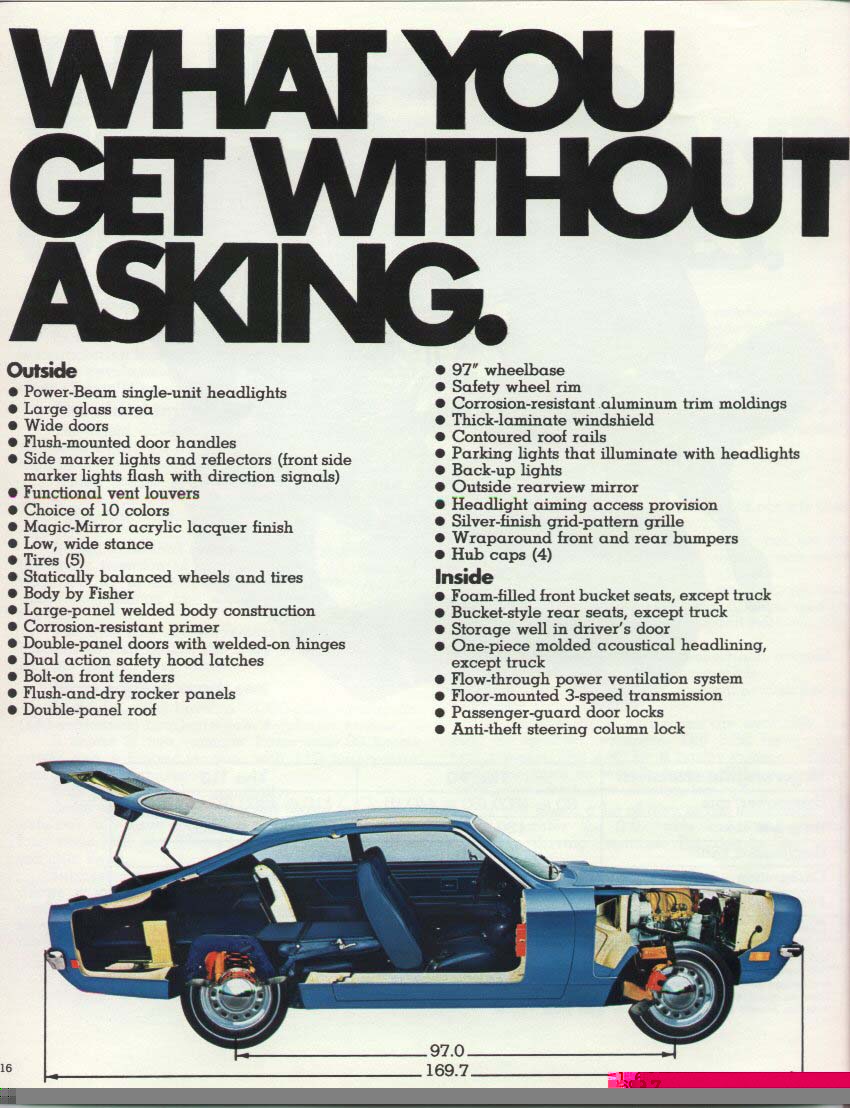 WHAT YOU
GET WITHOUT
ASKING.
Outside
● Power-Beam single-unit headlights
● Large glass area
● Wide doors
● Flush-mounted door handles
● Side marker lights and reflectors (front side
marker lights flash with direction signals)
● Functional vent louvers
● Choice of 10 colors
● Magic-Mirror acrylic lacquer finish
● Low, wide stance
● Tires (5)
● Statically balanced wheels and tires
● Body by Fisher
● Large-panel welded body construction
● Corrosion-resistant primer
● Double-panel doors with welded-on hinges
● Dual action safety hood latches
● Bolt-on front fenders
● Flush-and-dry rocker panels
● Double-panel roof
● 97" wheelbase
● Safety wheel rim
● Corrosion-resistant aluminum trim moldings
● Thick-laminate windshield
● Contoured roof rails
● Parking lights that illuminate with headlights
● Back-up lights
● Outside rearview mirror
● Headlight aiming access provision
● Silver-finish grid-pattern grille
● Wraparound front and rear bumpers
● Hub caps (4)
Inside
● Foam-filled front bucket seats, except truck
● Bucket-style rear seats, except truck
● Storage well in driver's door
● One-piece molded acoustical headlining,
except truck
● Flow-through power ventilation system
● Floor-mounted 3-speed transmission
● Passenger-guard door locks
● Anti-theft steering column lock
97.0
169.7
16